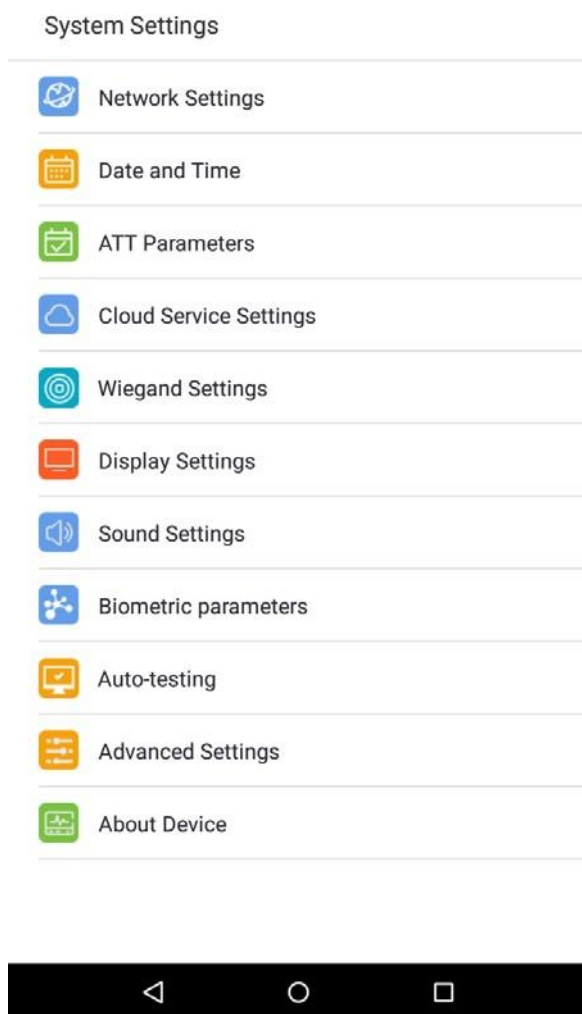 System Settings
Network Settings
Date and Time
ATT Parameters
Cloud Service Settings
Wiegand Settings
Display Settings
Sound Settings
Biometric parameters
Auto-testing
Advanced Settings
About Device